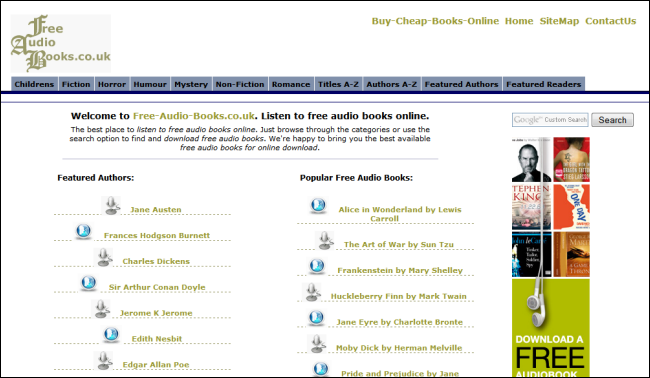 Free
Audio
Books.co.uk
Buy-Cheap-Books-Online Home SiteMap ContactUs
Childrens Fiction Horror Humour Mystery Non-Fiction Romance Titles A-Z Authors A-Z Featured Authors Featured Readers
Welcome to Free-Audio-Books.co.uk. Listen to free audio books online.
The best place to listen to free audio books online. Just browse through the categories or use the
search option to find and download free audio books. We're happy to bring you the best available
free audio books for online download.
Google™ Custom Search Search
Featured Authors:
Jane Austen
Frances Hodgson Burnett
Charles Dickens
Sir Arthur Conan Doyle
Jerome K Jerome
Edith Nesbit
Edgar Allan Poe
Popular Free Audio Books:
Alice in Wonderland by Lewis
Carroll
The Art of War by Sun Tzu
Frankenstein by Mary Shelley
Huckleberry Finn by Mark Twain
Jane Eyre by Charlotte Bronte
Moby Dick by Herman Melville
Pride and Prejudice by Jane
STEPHEN
KING
ONE
DAY
DOWNLOAD A
FREE
AUDIOBOOK